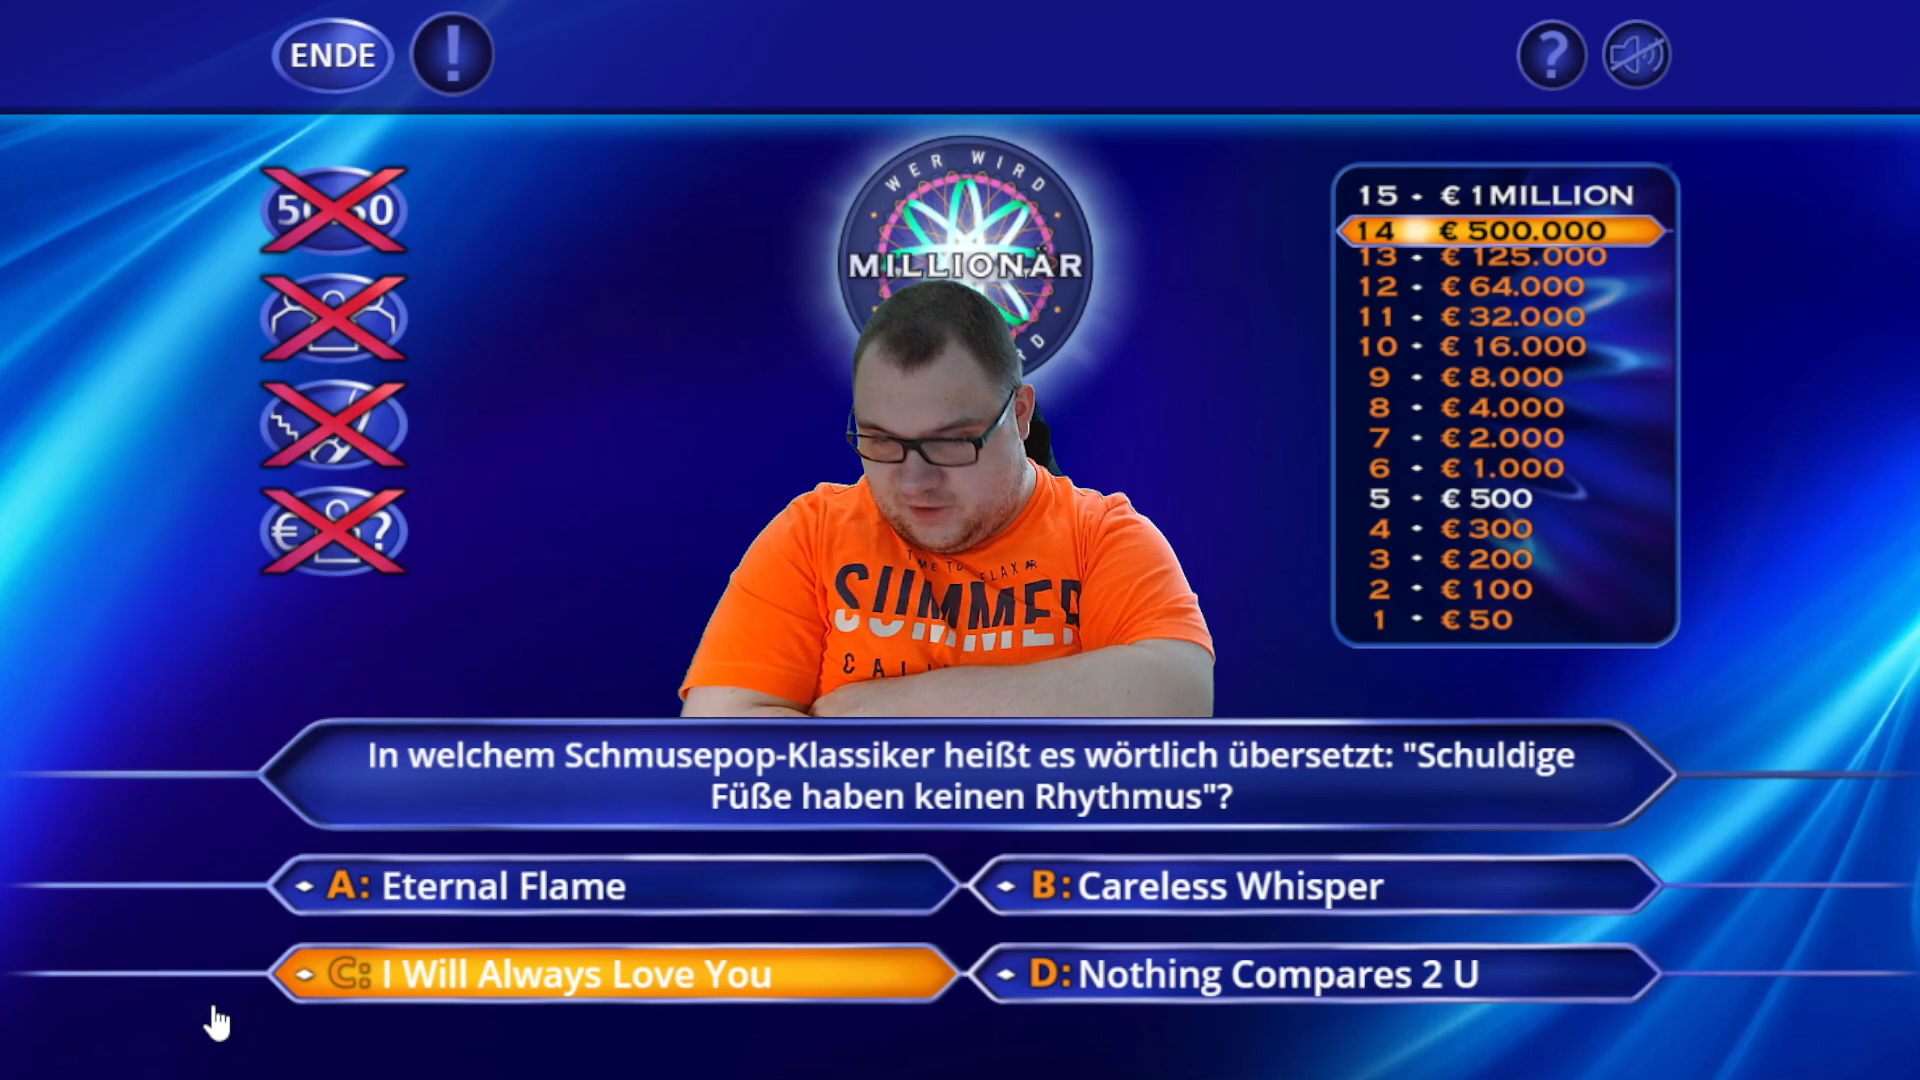 ENDE
!
?
WER WIRD
MILLIONÄR
50:50
€ ?
15 · € 1 MILLION
14 € 500.000
13 · € 125.000
12 · € 64.000
11 · € 32.000
10 · € 16.000
9 · € 8.000
8 · € 4.000
7 · € 2.000
6 · € 1.000
5 · € 500
4 · € 300
3 · € 200
2 · € 100
1 · € 50
SUMMER
In welchem Schmusepop-Klassiker heißt es wörtlich übersetzt: "Schuldige
Füße haben keinen Rhythmus"?
A: Eternal Flame
B: Careless Whisper
C: I Will Always Love You
D: Nothing Compares 2 U